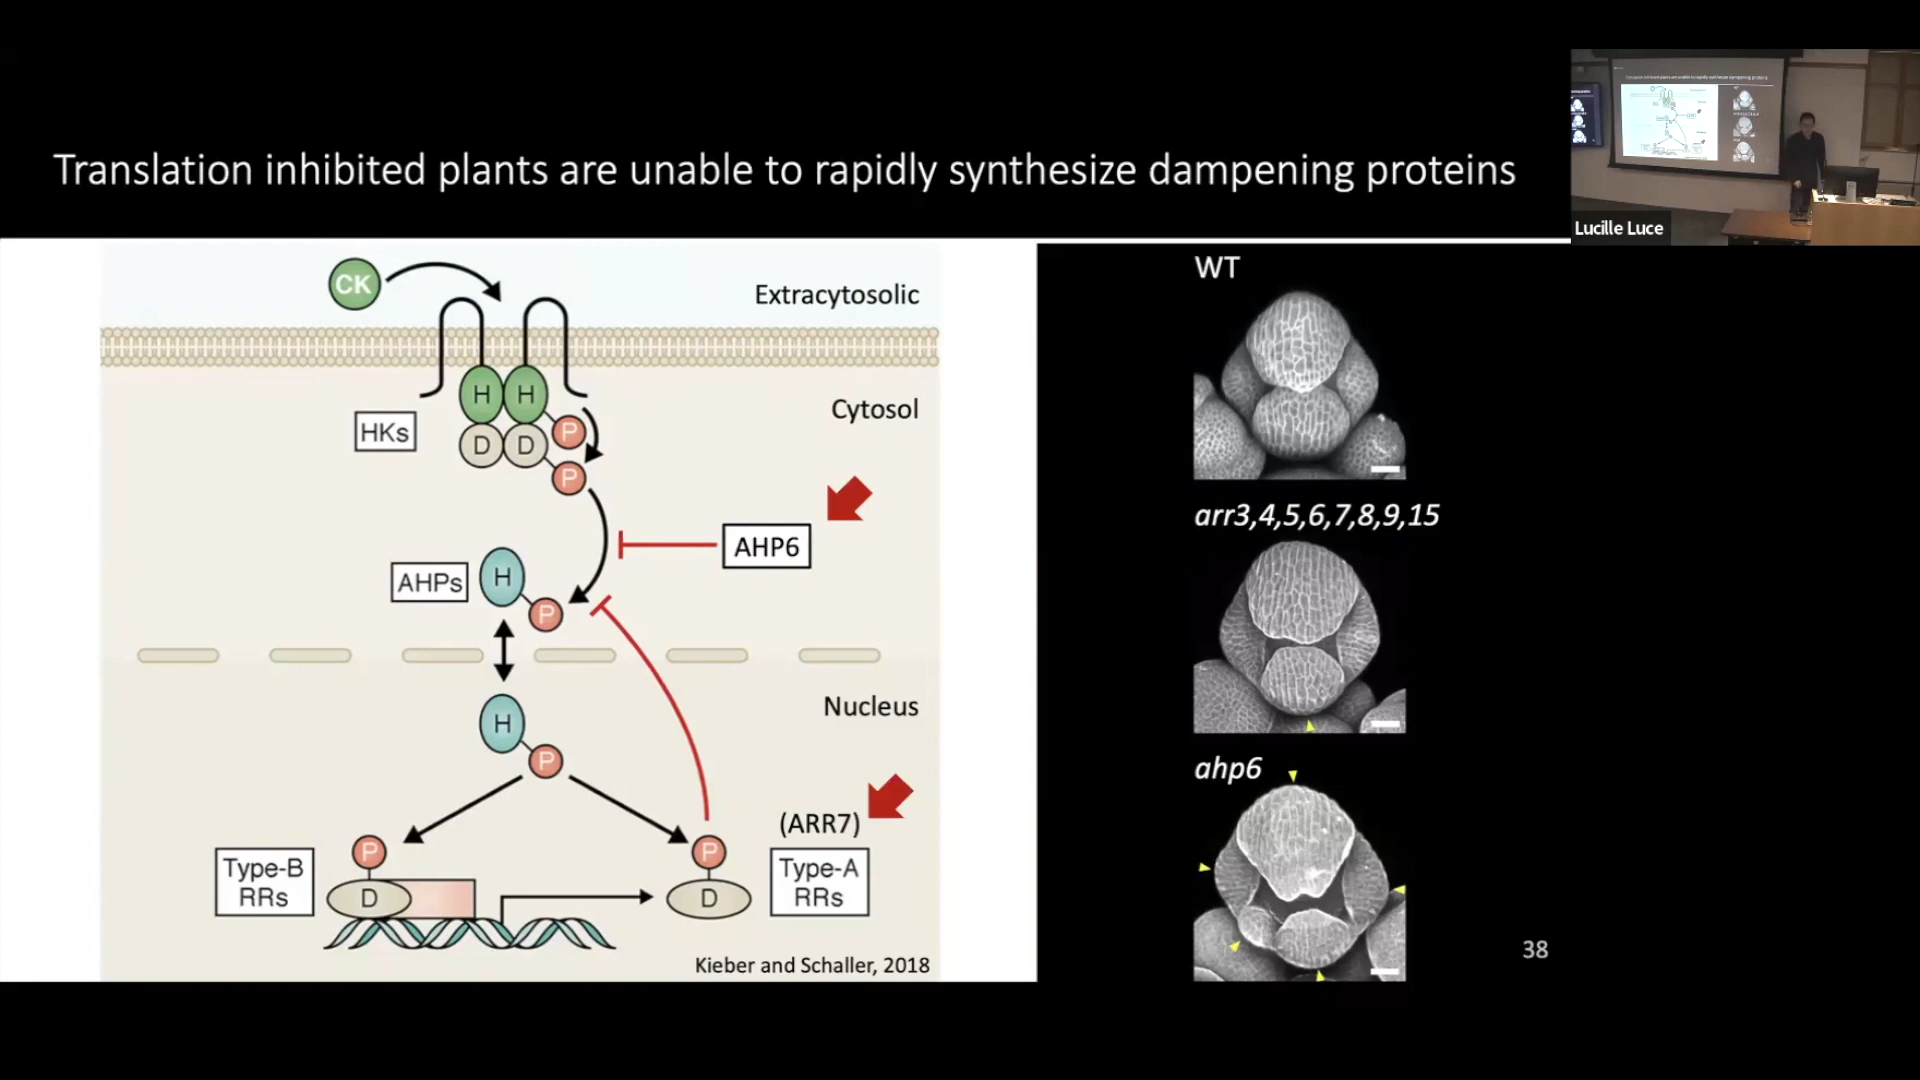 Translation inhibited plants are unable to rapidly synthesize dampening proteins
Lucille Luce
CK
Extracytosolic
H H
P
HKs
D D
P
Cytosol
AHP6
AHPs
H
P
Nucleus
H
P
(ARR7)
Type-B
RRs
P
D
P
D
Type-A
RRs
Kieber and Schaller, 2018
WT
arr3,4,5,6,7,8,9,15
ahp6
38